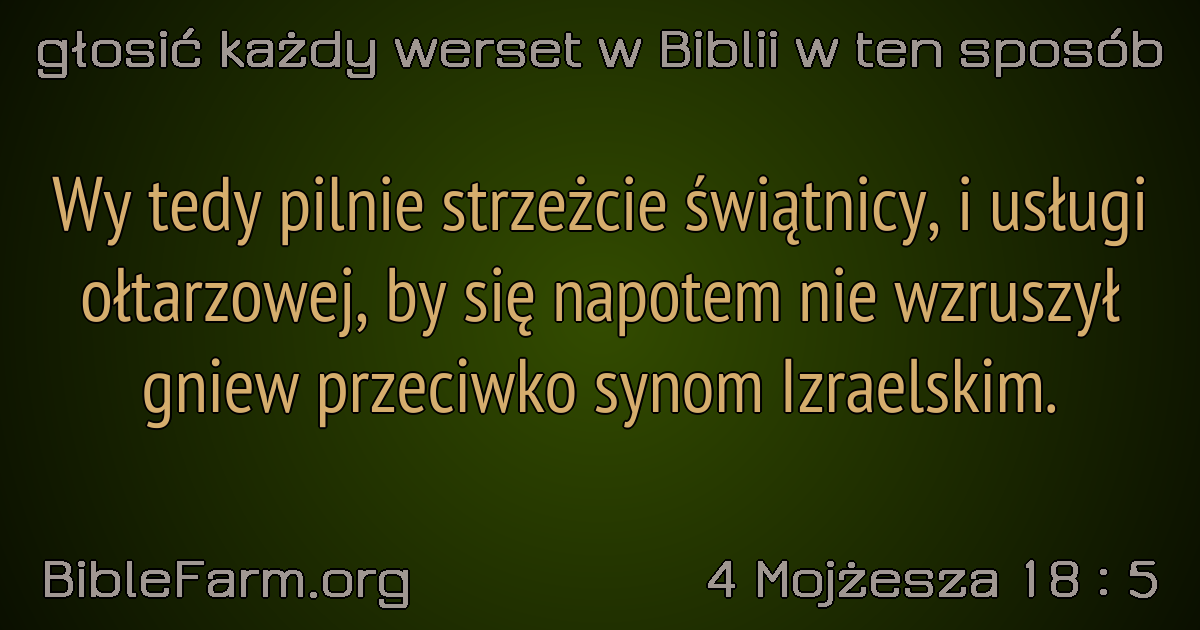 głosić każdy werset w Biblii w ten sposób
Wy tedy pilnie strzeżcie świątnicy, i usługi
ołtarzowej, by się napotem nie wzruszył
gniew przeciwko synom Izraelskim.
BibleFarm.org
4 Mojżesza 18 : 5